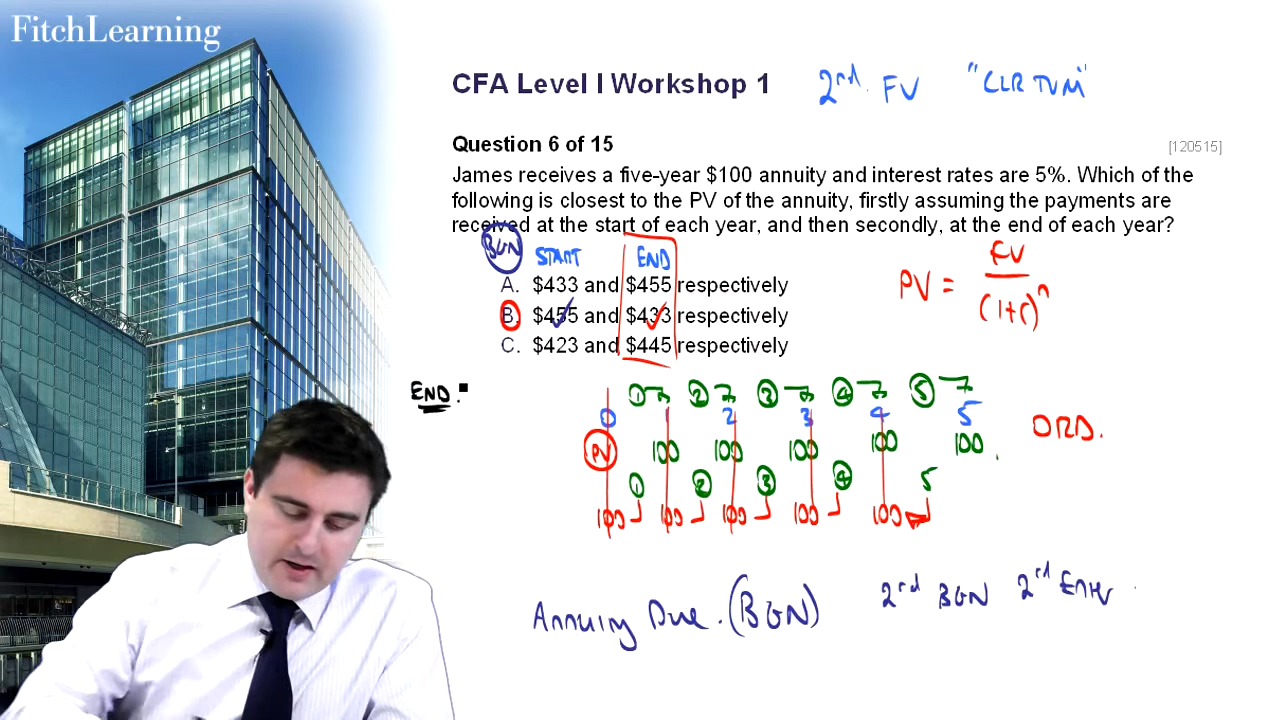 FitchLearning
CFA Level I Workshop 1 2nd FV "CLR TVM"
Question 6 of 15 [120515]
James receives a five-year $100 annuity and interest rates are 5%. Which of the
following is closest to the PV of the annuity, firstly assuming the payments are
received at the start of each year, and then secondly, at the end of each year?
BGN START END
A. $433 and $455 respectively
B. $455 and $433 respectively
C. $423 and $445 respectively
PV = FV
(1+r)n
END.
1 2 3 4 5
0 1 2 3 4 5
PV 100 100 100 100 100 ORD.
1 2 3 4 5
100 100 100 100 100
Annuity Due. (BGN) 2nd BGN 2nd Enter